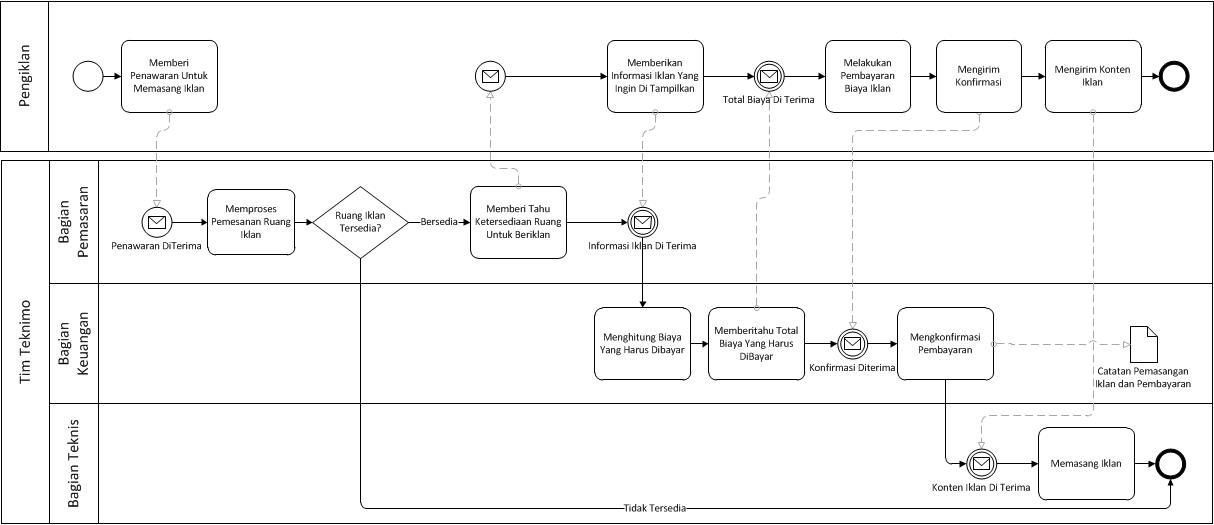 Pengiklan
Memberi
Penawaran Untuk
Memasang Iklan
Memberikan
Informasi Iklan Yang
Ingin Di Tampilkan
Total Biaya Di Terima
Melakukan
Pembayaran
Biaya Iklan
Mengirim
Konfirmasi
Mengirim Konten
Iklan
Tim Teknimo
Bagian
Pemasaran
Penawaran DiTerima
Memproses
Pemesanan Ruang
Iklan
Ruang Iklan
Tersedia?
Bersedia
Memberi Tahu
Ketersediaan Ruang
Untuk Beriklan
Informasi Iklan Di Terima
Bagian
Keuangan
Menghitung Biaya
Yang Harus Dibayar
Memberitahu Total
Biaya Yang Harus
DiBayar
Konfirmasi Diterima
Mengkonfirmasi
Pembayaran
Catatan Pemasangan
Iklan dan Pembayaran
Bagian Teknis
Konten Iklan Di Terima
Memasang Iklan
Tidak Tersedia